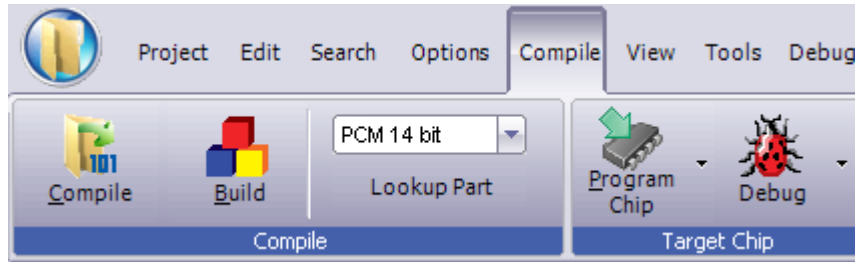 Project Edit Search Options Compile View Tools Debug
PCM 14 bit
101
Compile Build Lookup Part Program
Chip Debug
Compile Target Chip